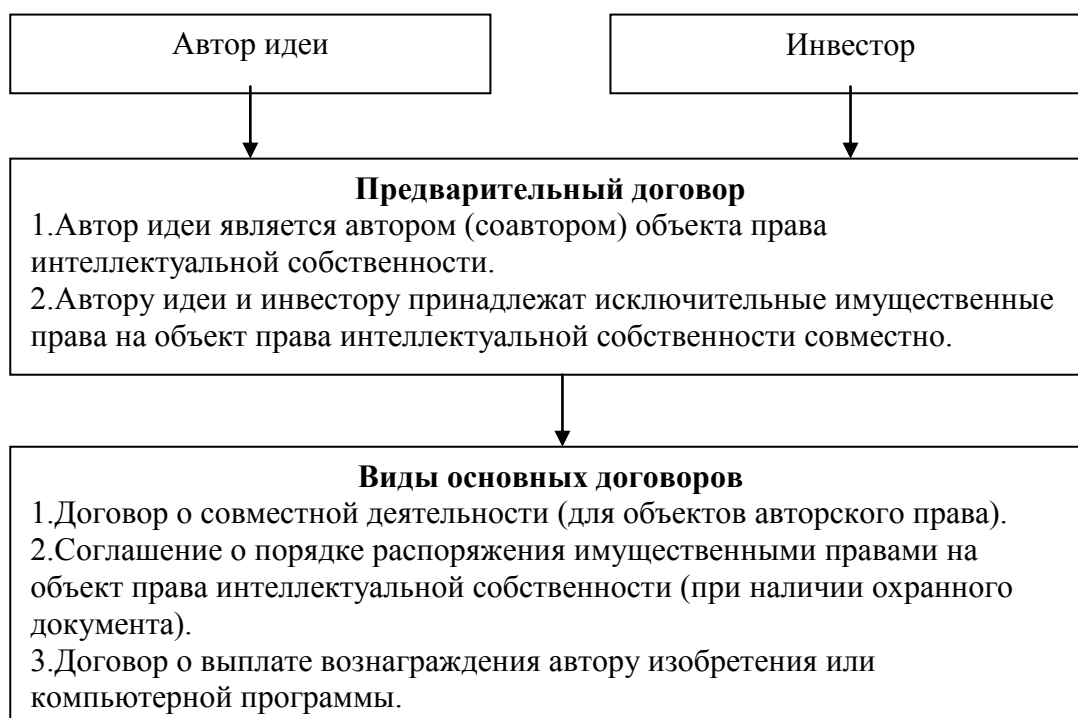 Автор идеи
Инвестор
Предварительный договор
1.Автор идеи является автором (соавтором) объекта права
интеллектуальной собственности.
2.Автору идеи и инвестору принадлежат исключительные имущественные
права на объект права интеллектуальной собственности совместно.
Виды основных договоров
1.Договор о совместной деятельности (для объектов авторского права).
2.Соглашение о порядке распоряжения имущественными правами на
объект права интеллектуальной собственности (при наличии охранного
документа).
3.Договор о выплате вознаграждения автору изобретения или
компьютерной программы.